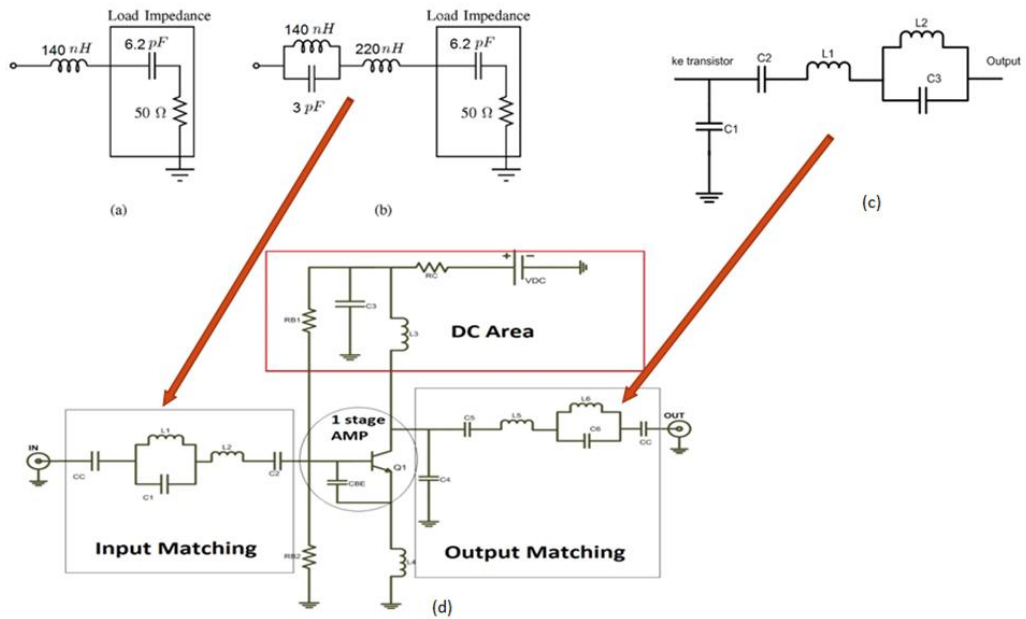 Load Impedance
140 nH
6.2 pF
50 Ω
(a)
Load Impedance
140 nH
3 pF
220 nH
6.2 pF
50 Ω
(b)
ke transistor
C1
C2
L1
L2
C3
Output
(c)
RB1
C3
RC
VDC
+ −
L3
DC Area
IN
CC
L1
C1
L2
C2
Input Matching
1 stage
AMP
CBE
Q1
RB2
L4
C4
C5
L5
L6
C6
CC
OUT
Output Matching
(d)